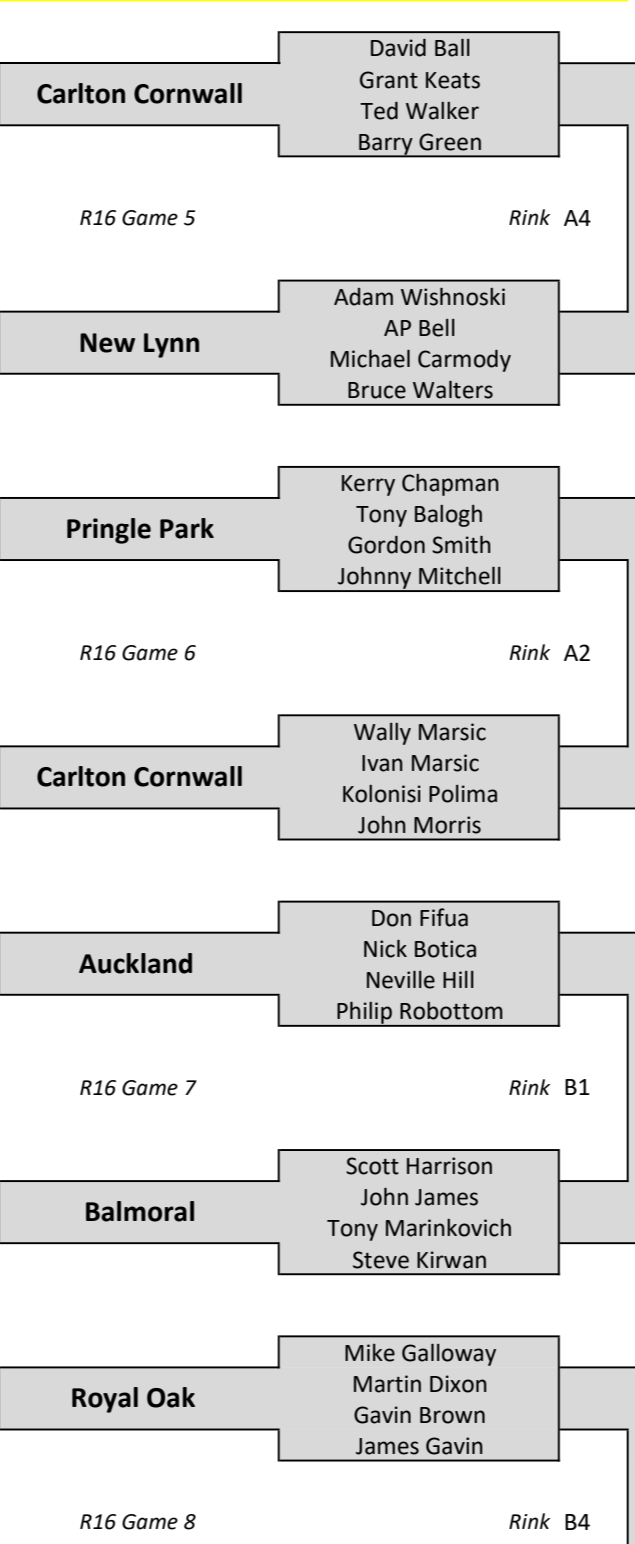 David Ball
Carlton Cornwall
Grant Keats
Ted Walker
Barry Green
R16 Game 5 Rink A4
Adam Wishnoski
New Lynn
AP Bell
Michael Carmody
Bruce Walters
Kerry Chapman
Pringle Park
Tony Balogh
Gordon Smith
Johnny Mitchell
R16 Game 6 Rink A2
Wally Marsic
Carlton Cornwall
Ivan Marsic
Kolonisi Polima
John Morris
Don Fifua
Auckland
Nick Botica
Neville Hill
Philip Robottom
R16 Game 7 Rink B1
Scott Harrison
Balmoral
John James
Tony Marinkovich
Steve Kirwan
Mike Galloway
Royal Oak
Martin Dixon
Gavin Brown
James Gavin
R16 Game 8 Rink B4